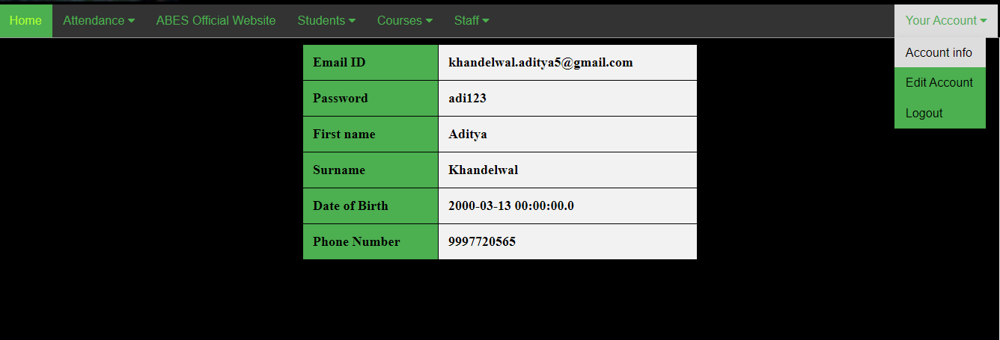 Home Attendance ABES Official Website Students Courses Staff Your Account
Account info
Edit Account
Logout
Email ID khandelwal.aditya5@gmail.com
Password adi123
First name Aditya
Surname Khandelwal
Date of Birth 2000-03-13 00:00:00.0
Phone Number 9997720565